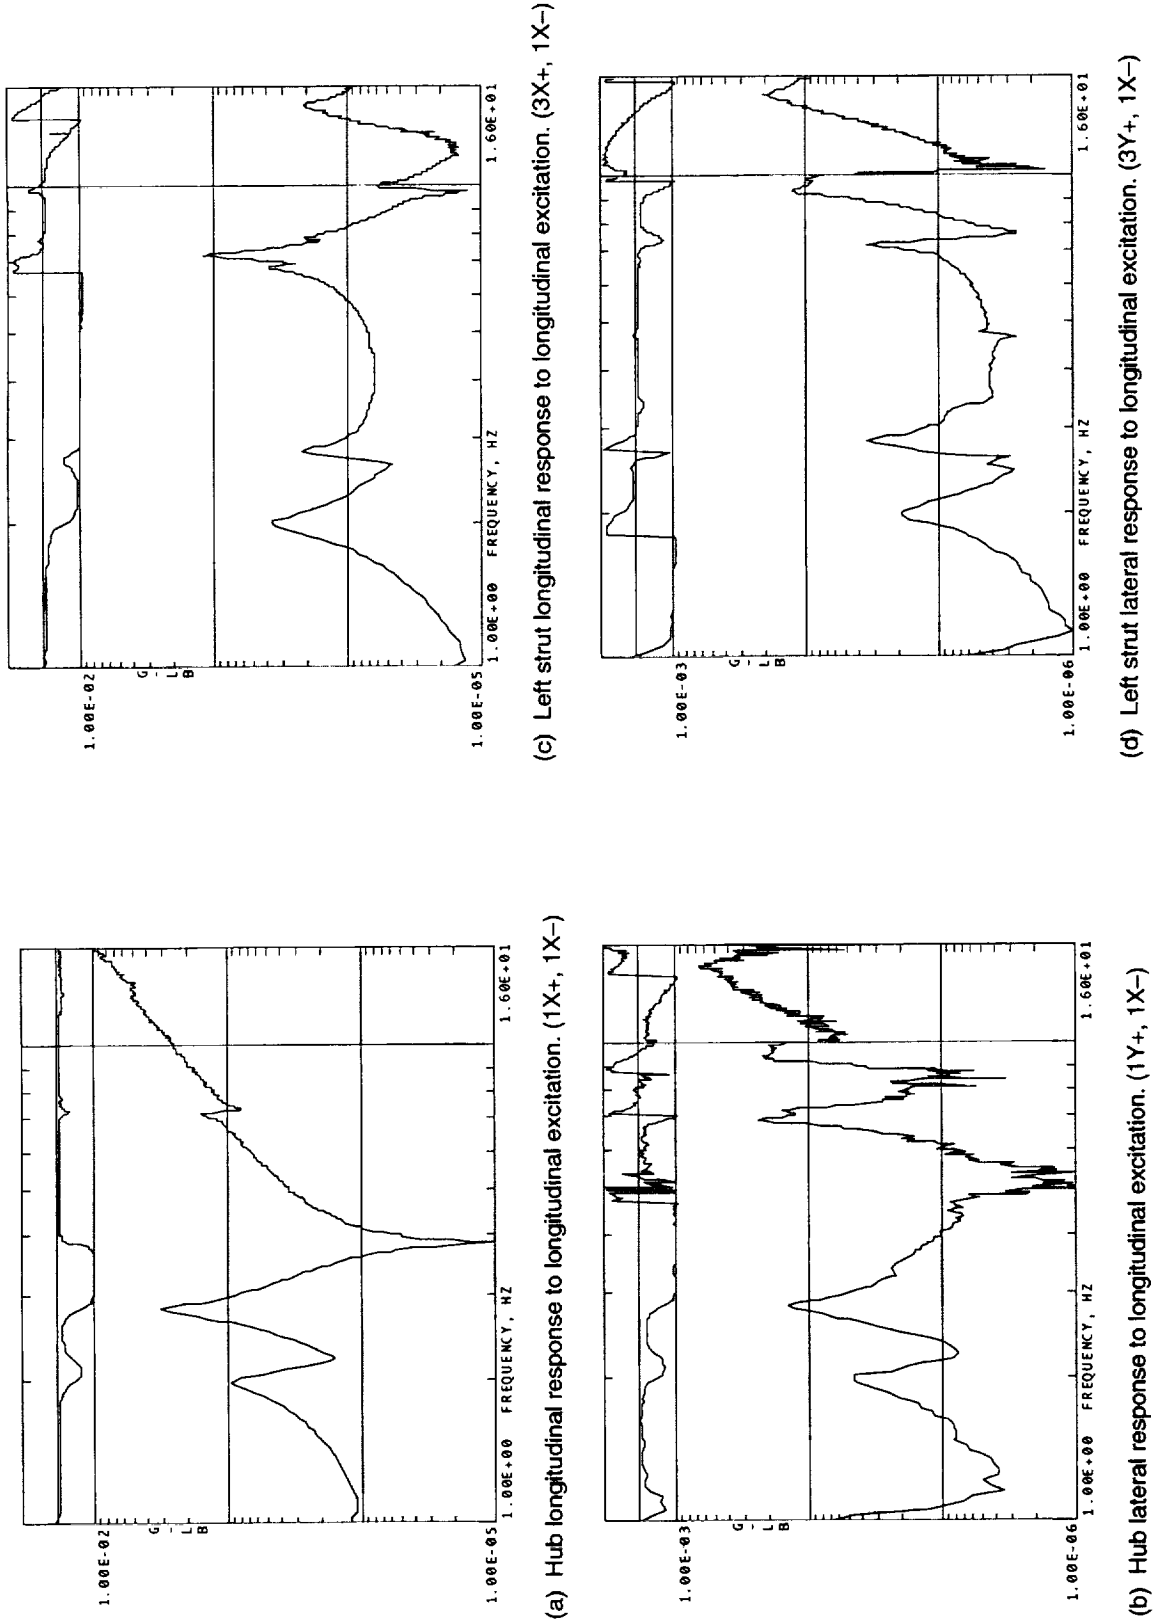 1.00E-02
G-LB
1.00E-05
1.00E+00 FREQUENCY, HZ 1.60E+01
(a) Hub longitudinal response to longitudinal excitation. (1X+, 1X–)
1.00E-03
G-LB
1.00E-06
1.00E+00 FREQUENCY, HZ 1.60E+01
(b) Hub lateral response to longitudinal excitation. (1Y+, 1X–)
1.00E-02
G-LB
1.00E-05
1.00E+00 FREQUENCY, HZ 1.60E+01
(c) Left strut longitudinal response to longitudinal excitation. (3X+, 1X–)
1.00E-03
G-LB
1.00E-06
1.00E+00 FREQUENCY, HZ 1.60E+01
(d) Left strut lateral response to longitudinal excitation. (3Y+, 1X–)